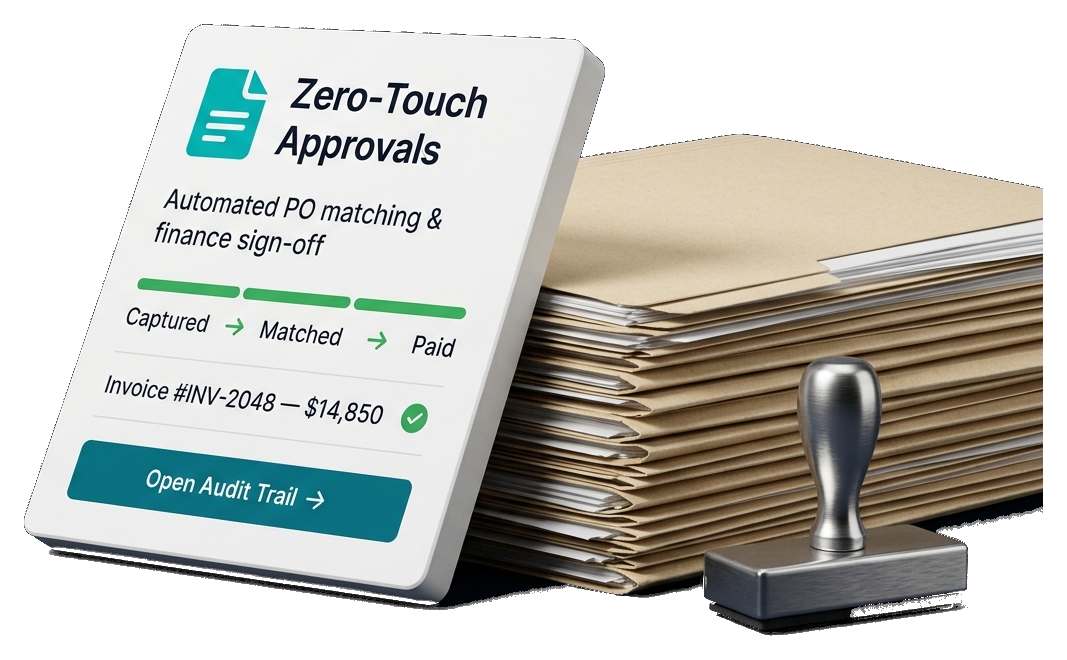 Zero-Touch
Approvals
Automated PO matching &
finance sign-off
Captured → Matched → Paid
Invoice #INV-2048 — $14,850
Open Audit Trail →